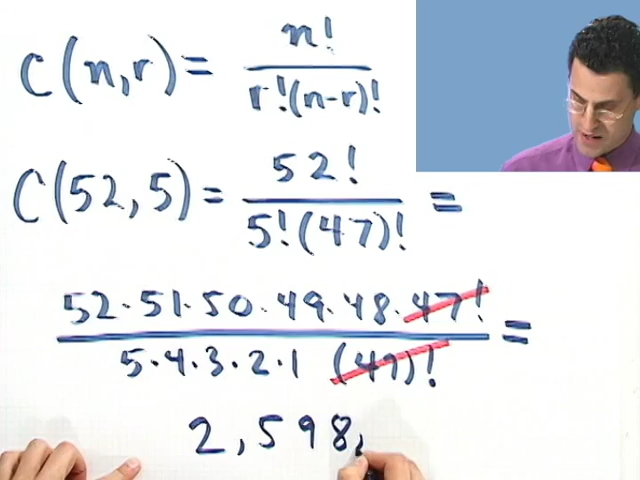 C(n,r) = n! / r!(n-r)!
C(52,5) = 52! / 5!(47)! =
52·51·50·49·48·47! / 5·4·3·2·1 (47)! =
2,598,